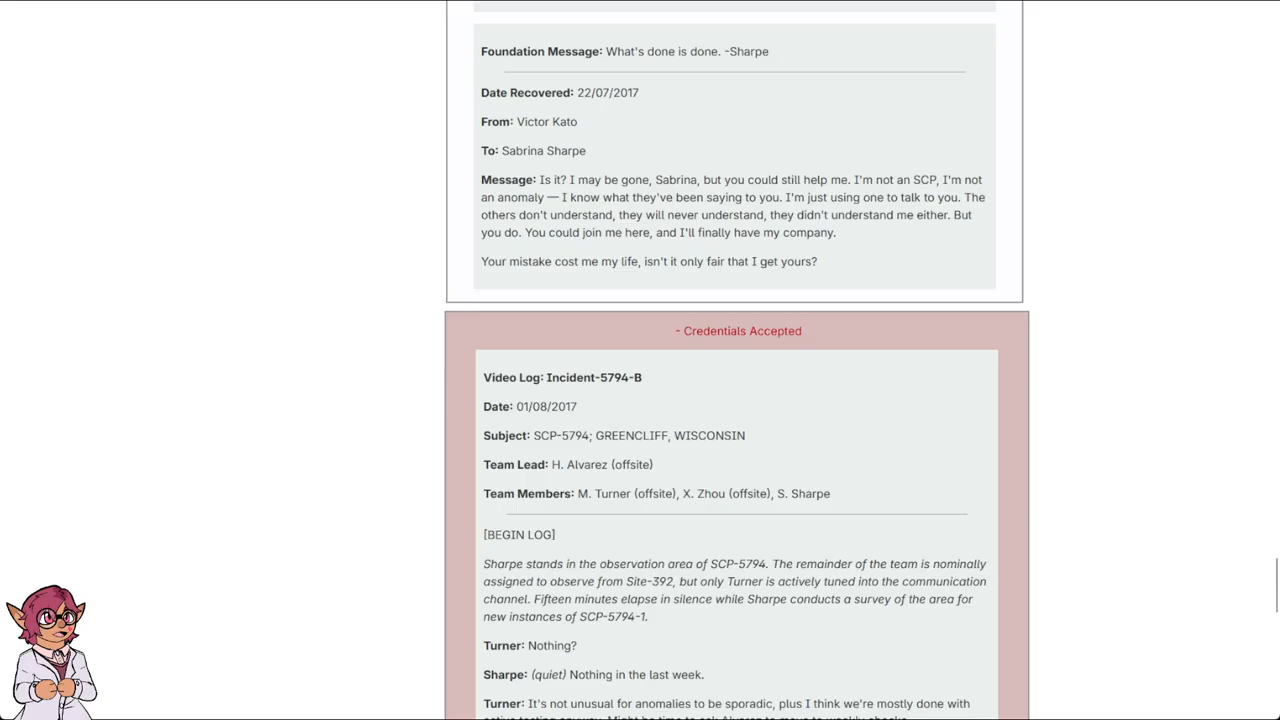 Foundation Message: What's done is done. -Sharpe
Date Recovered: 22/07/2017
From: Victor Kato
To: Sabrina Sharpe
Message: Is it? I may be gone, Sabrina, but you could still help me. I'm not an SCP, I'm not
an anomaly — I know what they've been saying to you. I'm just using one to talk to you. The
others don't understand, they will never understand, they didn't understand me either. But
you do. You could join me here, and I'll finally have my company.
Your mistake cost me my life, isn't it only fair that I get yours?
- Credentials Accepted
Video Log: Incident-5794-B
Date: 01/08/2017
Subject: SCP-5794; GREENCLIFF, WISCONSIN
Team Lead: H. Alvarez (offsite)
Team Members: M. Turner (offsite), X. Zhou (offsite), S. Sharpe
[BEGIN LOG]
Sharpe stands in the observation area of SCP-5794. The remainder of the team is nominally
assigned to observe from Site-392, but only Turner is actively tuned into the communication
channel. Fifteen minutes elapse in silence while Sharpe conducts a survey of the area for
new instances of SCP-5794-1.
Turner: Nothing?
Sharpe: (quiet) Nothing in the last week.
Turner: It's not unusual for anomalies to be sporadic, plus I think we're mostly done with